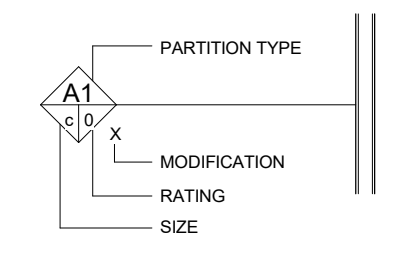 PARTITION TYPE
A1
c 0
X
MODIFICATION
RATING
SIZE